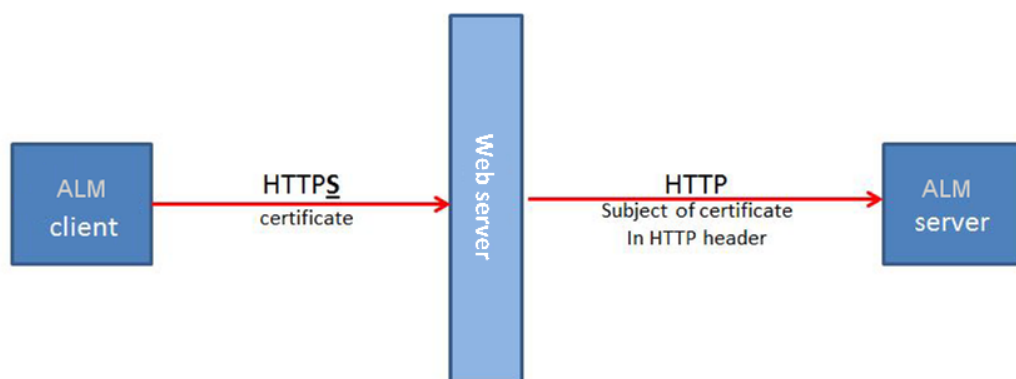 ALM
client
HTTPS
certificate
Web server
HTTP
Subject of certificate
In HTTP header
ALM
server